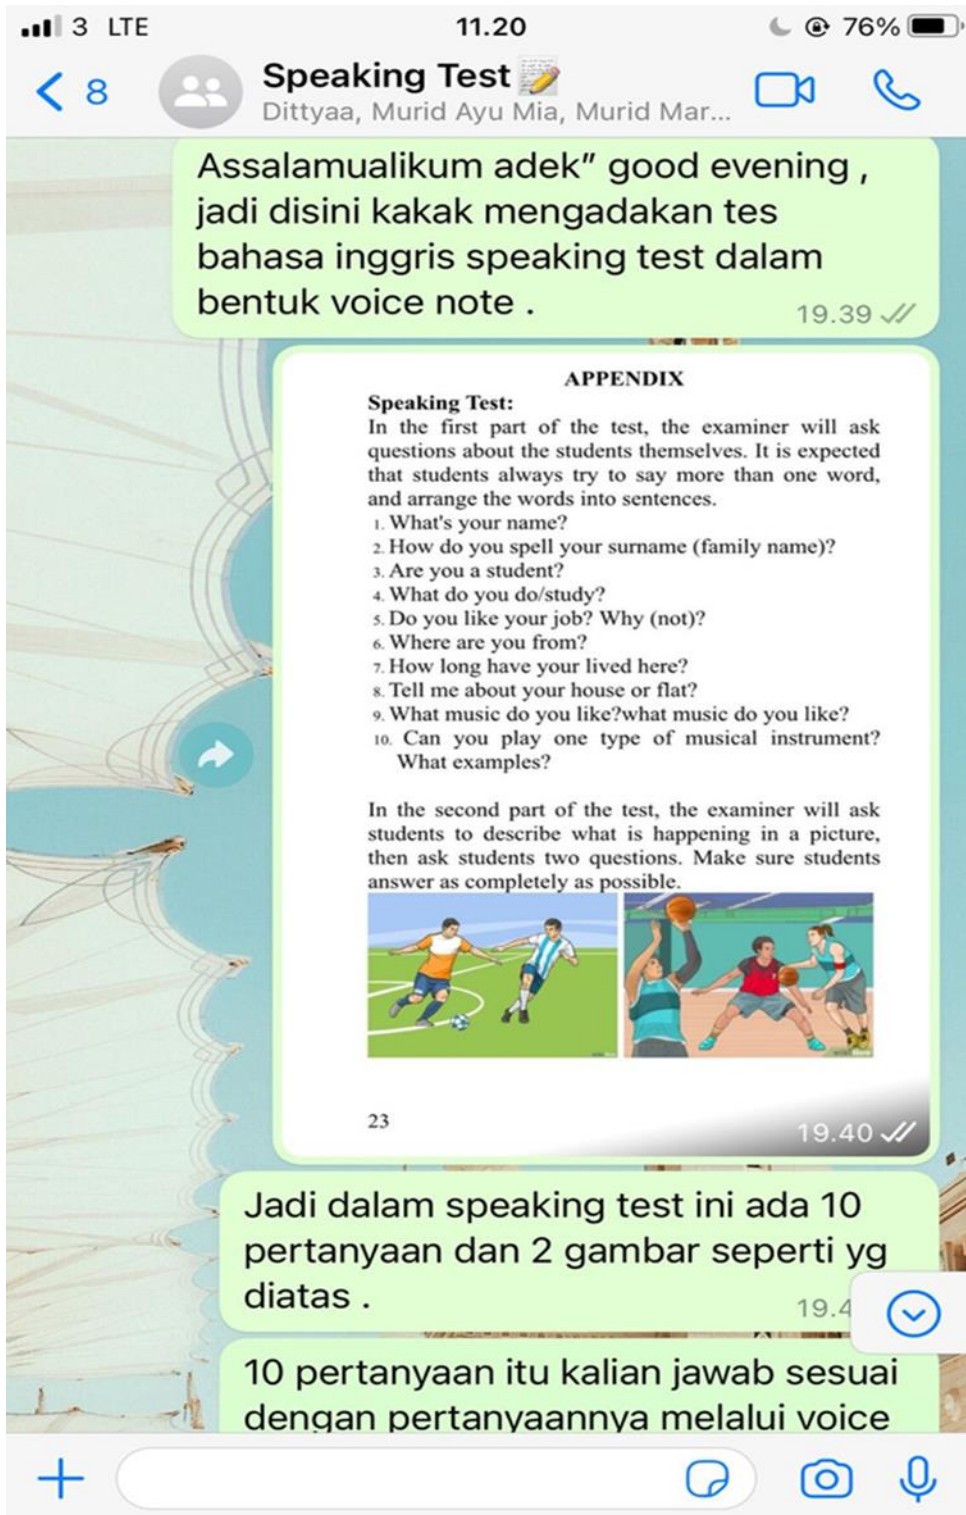 3 LTE
11.20
76%
8
Speaking Test
Dittyaa, Murid Ayu Mia, Murid Mar...
Assalamualikum adek” good evening ,
jadi disini kakak mengadakan tes
bahasa inggris speaking test dalam
bentuk voice note .
19.39
APPENDIX
Speaking Test:
In the first part of the test, the examiner will ask
questions about the students themselves. It is expected
that students always try to say more than one word,
and arrange the words into sentences.
1. What's your name?
2. How do you spell your surname (family name)?
3. Are you a student?
4. What do you do/study?
5. Do you like your job? Why (not)?
6. Where are you from?
7. How long have your lived here?
8. Tell me about your house or flat?
9. What music do you like?what music do you like?
10. Can you play one type of musical instrument?
What examples?
In the second part of the test, the examiner will ask
students to describe what is happening in a picture,
then ask students two questions. Make sure students
answer as completely as possible.
23
19.40
Jadi dalam speaking test ini ada 10
pertanyaan dan 2 gambar seperti yg
diatas .
19.4
10 pertanyaan itu kalian jawab sesuai
dengan pertanyaannya melalui voice